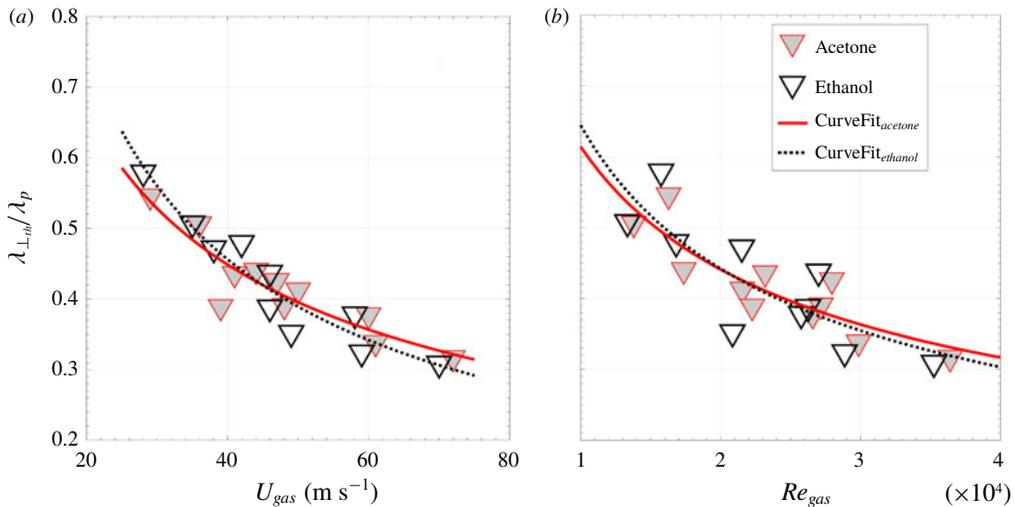 (a)
0.8
0.7
0.6
0.5
0.4
0.3
0.2
λ⊥th/λp
20 40 60 80
Ugas (m s−1)
(b)
Acetone
Ethanol
CurveFitacetone
CurveFitethanol
1 2 3 4
Regas (×10⁴)